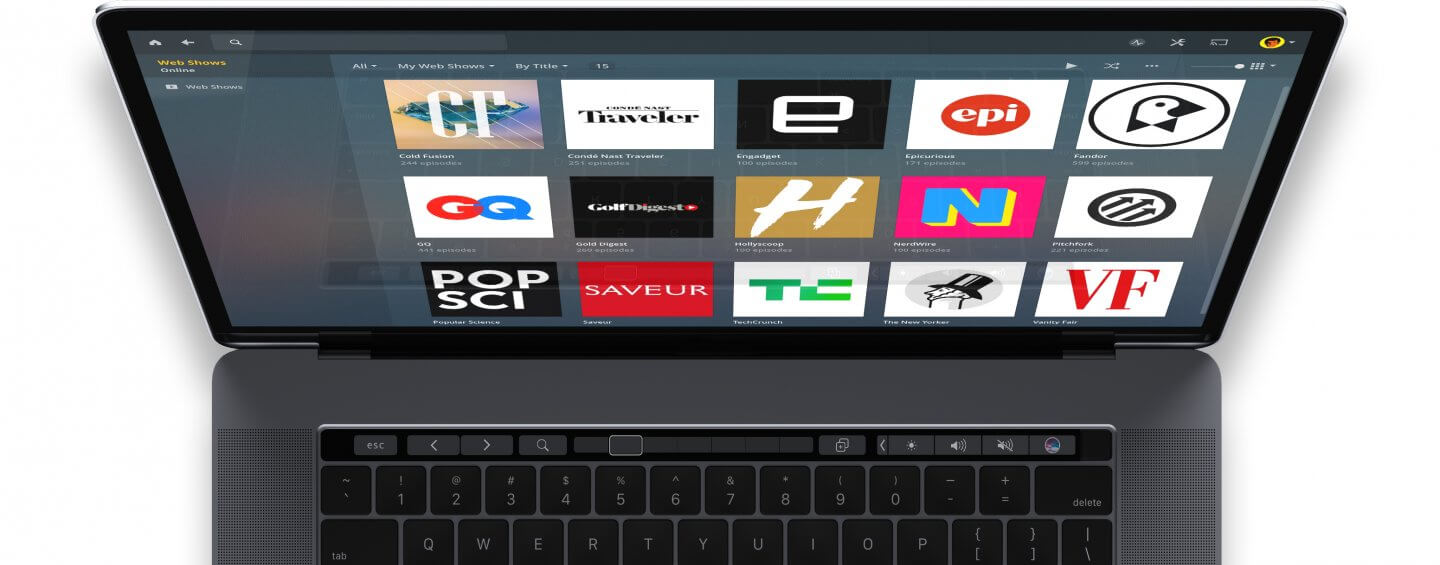 Web Shows
Online
Web Shows
All My Web Shows By Title 15
CF CONDÉ NAST Traveler e epi
Cold Fusion Condé Nast Traveler Engadget Epicurious Fandor
244 episodes 251 episodes 100 episodes 171 episodes 599 episodes
GQ GolfDigest H N
GQ Gold Digest Hollyscoop NerdWire Pitchfork
441 episodes 260 episodes 100 episodes 100 episodes 221 episodes
POP SAVEUR TC VF
SCI
Popular Science Saveur TechCrunch The New Yorker Vanity Fair
esc
~ ! @ # $ % ^ & * ( ) — +
` 1 2 3 4 5 6 7 8 9 0 - = delete
tab Q W E R T Y U I O P { } |
[ ] \